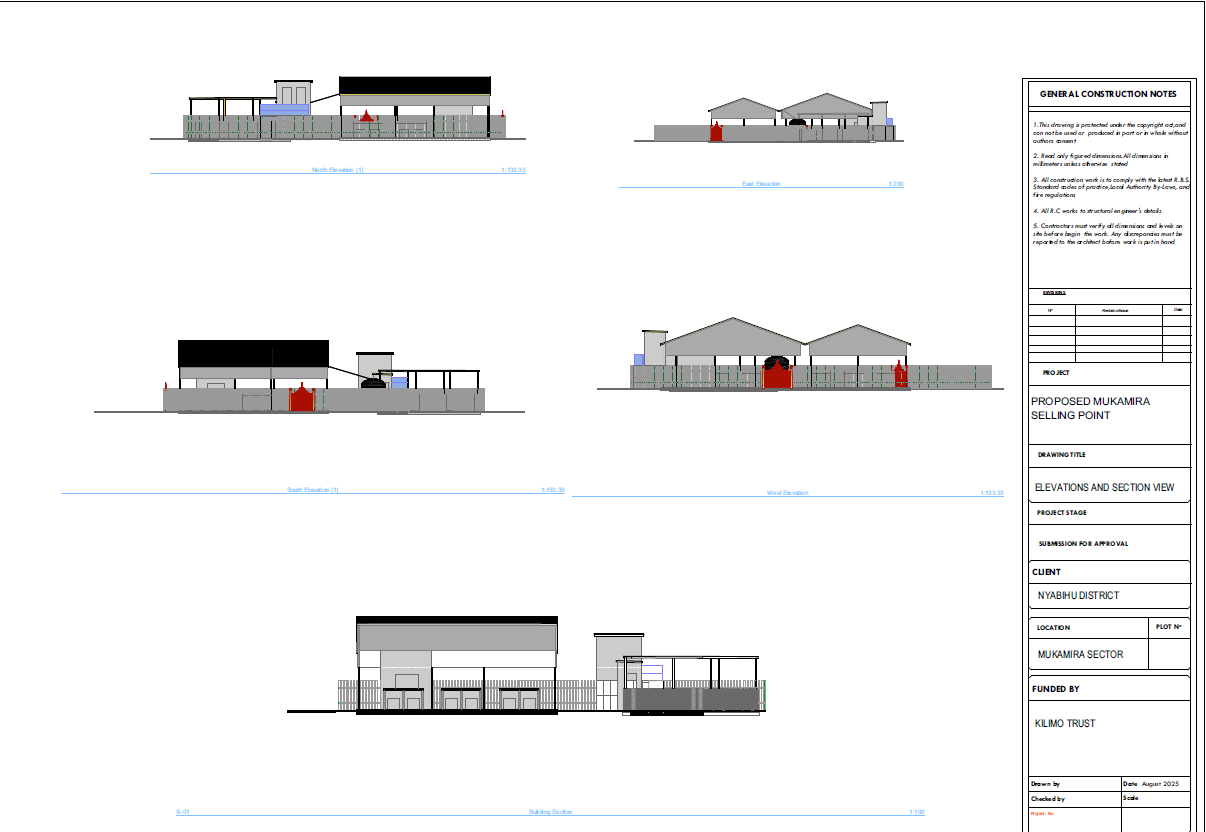 North Elevation (1) 1:133.33
East Elevation 1:200
South Elevation (1) 1:133.33
West Elevation 1:133.33
S-01 Building Section 1:100
GENERAL CONSTRUCTION NOTES
1.This drawing is protected under the copyright act,and
can not be used or produced in part or in whole without
authors consent
2. Read only figured dimensions.All dimensions in
millimeters unless otherwise stated
3. All construction work is to comply with the latest R.B.S.
Standard codes of practice,Local Authority By-Laws, and
fire regulations
4. All R.C works to structural engineer's details
5. Contractors must verify all dimensions and levels on
site before begin the work. Any discrepancies must be
reported to the architect before work is put in hand
REVISIONS
N° Date
PROJECT
PROPOSED MUKAMIRA
SELLING POINT
DRAWING TITLE
ELEVATIONS AND SECTION VIEW
PROJECT STAGE
SUBMISSION FOR APPROVAL
CLIENT
NYABIHU DISTRICT
LOCATION PLOT N°
MUKAMIRA SECTOR
FUNDED BY
KILIMO TRUST
Drawn by Date August 2025
Checked by Scale
Project No.